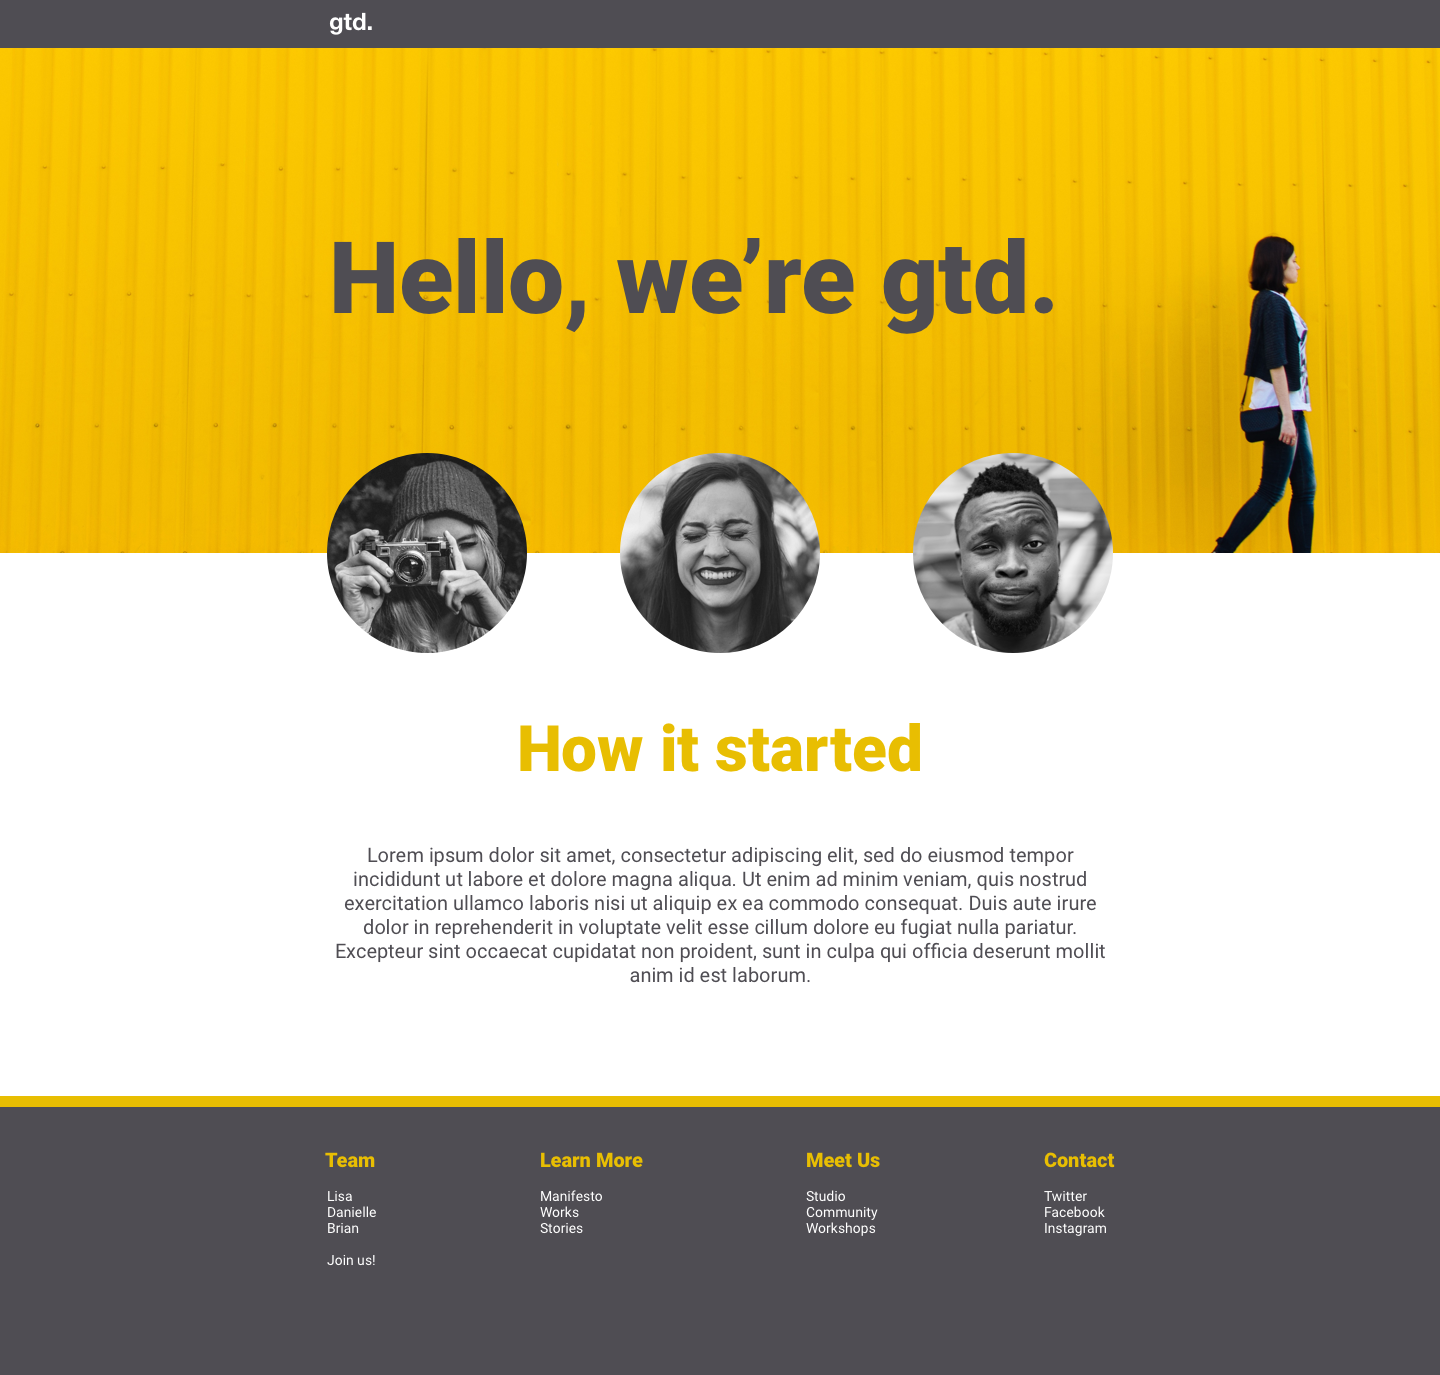 gtd.
Hello, we’re gtd.
How it started
Lorem ipsum dolor sit amet, consectetur adipiscing elit, sed do eiusmod tempor
incididunt ut labore et dolore magna aliqua. Ut enim ad minim veniam, quis nostrud
exercitation ullamco laboris nisi ut aliquip ex ea commodo consequat. Duis aute irure
dolor in reprehenderit in voluptate velit esse cillum dolore eu fugiat nulla pariatur.
Excepteur sint occaecat cupidatat non proident, sunt in culpa qui officia deserunt mollit
anim id est laborum.
Team
Lisa
Danielle
Brian
Join us!
Learn More
Manifesto
Works
Stories
Meet Us
Studio
Community
Workshops
Contact
Twitter
Facebook
Instagram